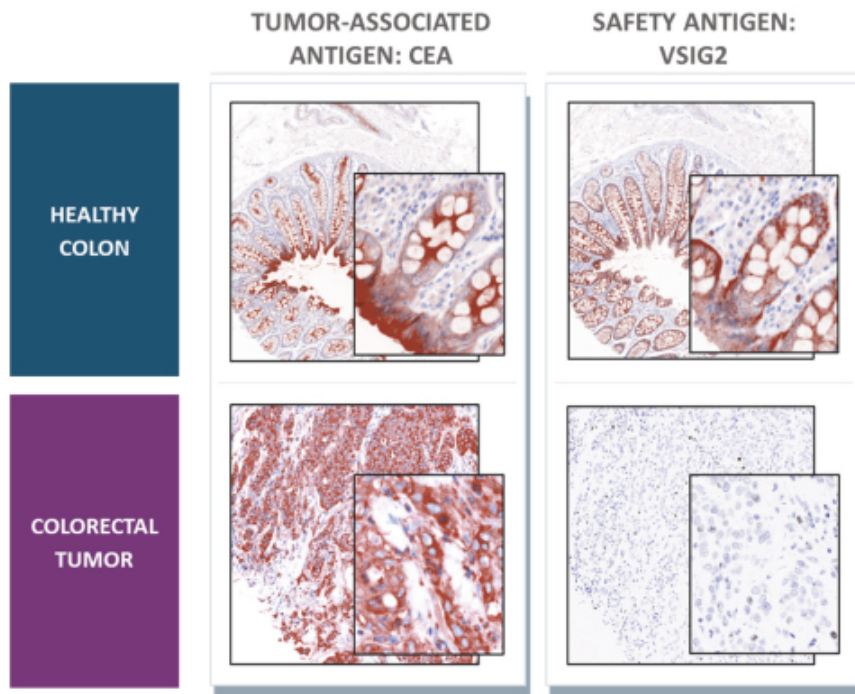 TUMOR-ASSOCIATED
ANTIGEN: CEA
SAFETY ANTIGEN:
VSIG2
HEALTHY
COLON
COLORECTAL
TUMOR